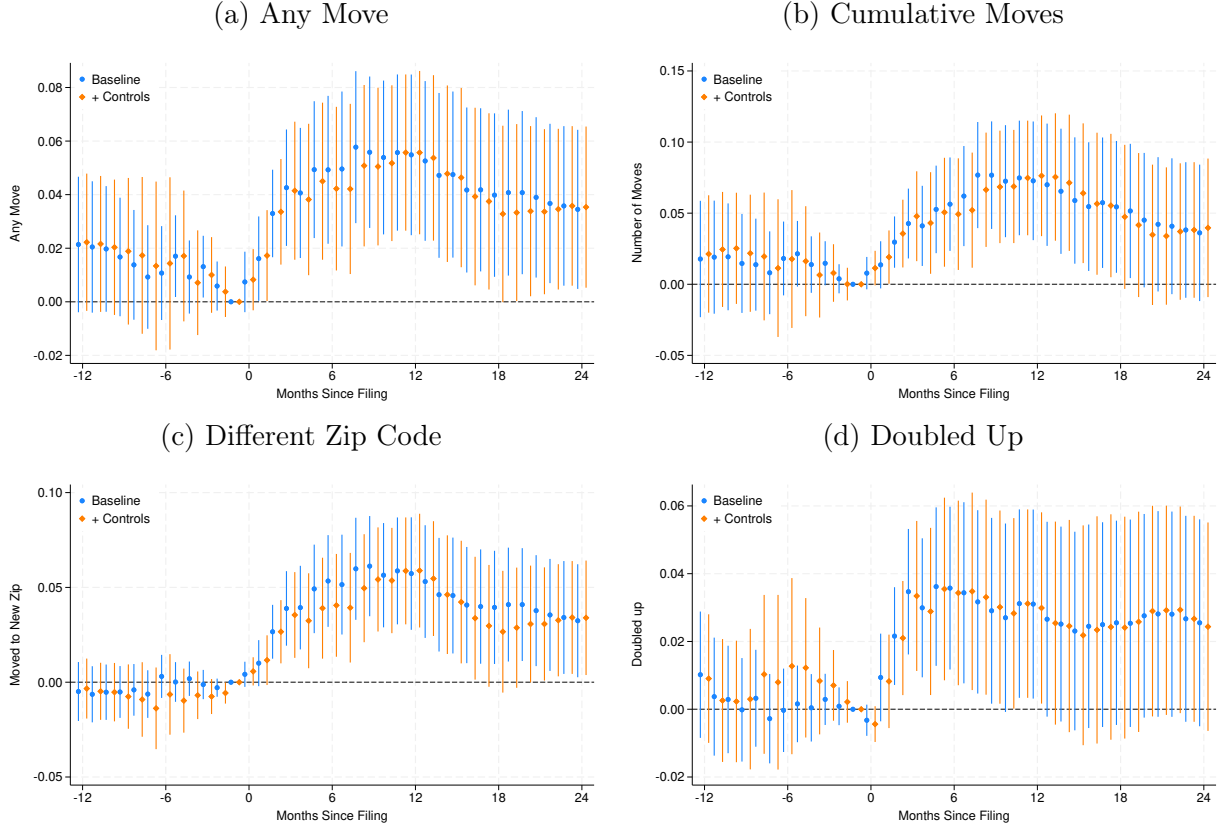 (a) Any Move
Baseline
+ Controls
Any Move
0.08
0.06
0.04
0.02
0.00
-0.02
-12
-6
0
6
12
18
24
Months Since Filing
(b) Cumulative Moves
Baseline
+ Controls
Number of Moves
0.15
0.10
0.05
0.00
-0.05
-12
-6
0
6
12
18
24
Months Since Filing
(c) Different Zip Code
Baseline
+ Controls
Moved to New Zip
0.10
0.05
0.00
-0.05
-12
-6
0
6
12
18
24
Months Since Filing
(d) Doubled Up
Baseline
+ Controls
Doubled up
0.06
0.04
0.02
0.00
-0.02
-12
-6
0
6
12
18
24
Months Since Filing